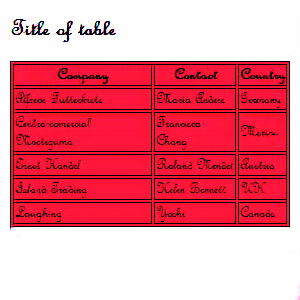 Title of table
Company Contact Country
Alfreds Futterkiste Maria Anders Germany
Centro comercial Francisco
Moctezuma Chang Mexico
Ernst Handel Roland Mendel Austria
Island Trading Helen Bennett UK
Laughing Yoshi Canada